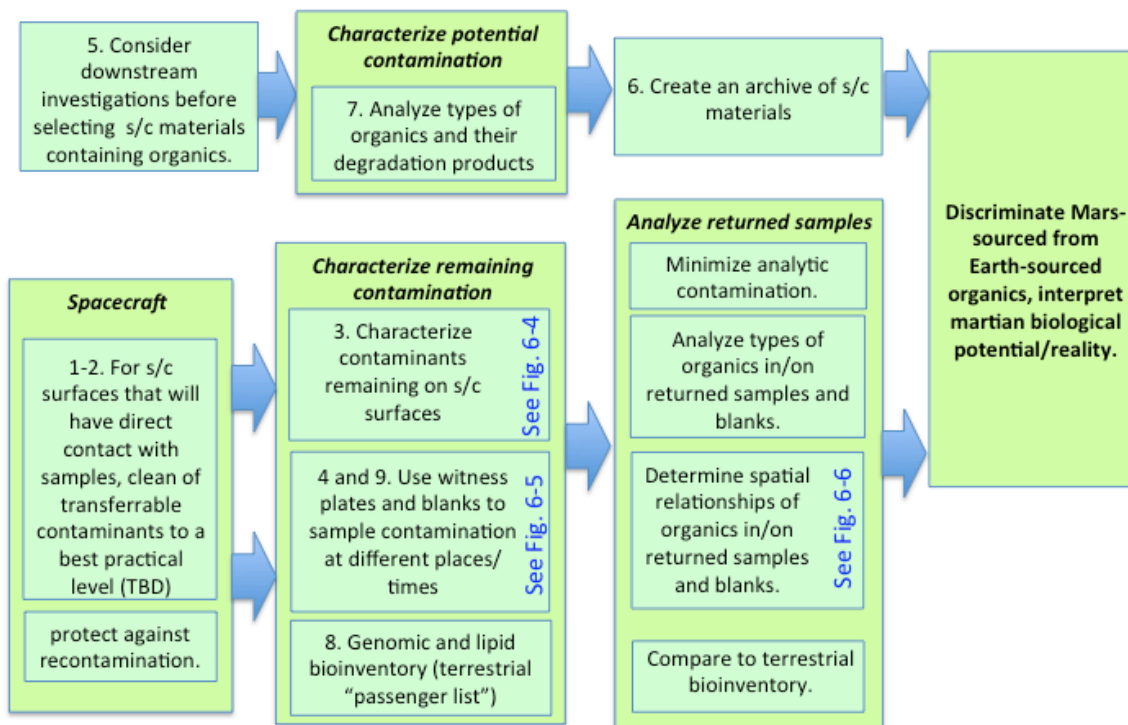 5. Consider
downstream
investigations before
selecting s/c materials
containing organics.
Characterize potential
contamination
7. Analyze types of
organics and their
degradation products
6. Create an archive of s/c
materials
Discriminate Mars-
sourced from
Earth-sourced
organics, interpret
martian biological
potential/reality.
Spacecraft
1-2. For s/c
surfaces that will
have direct
contact with
samples, clean of
transferrable
contaminants to a
best practical
level (TBD)
protect against
recontamination.
Characterize remaining
contamination
3. Characterize
contaminants
remaining on s/c
surfaces
See Fig. 6-4
4 and 9. Use witness
plates and blanks to
sample contamination
at different places/
times
See Fig. 6-5
8. Genomic and lipid
bioinventory (terrestrial
“passenger list”)
Analyze returned samples
Minimize analytic
contamination.
Analyze types of
organics in/on
returned samples and
blanks.
Determine spatial
relationships of
organics in/on
returned samples
and blanks.
See Fig. 6-6
Compare to terrestrial
bioinventory.